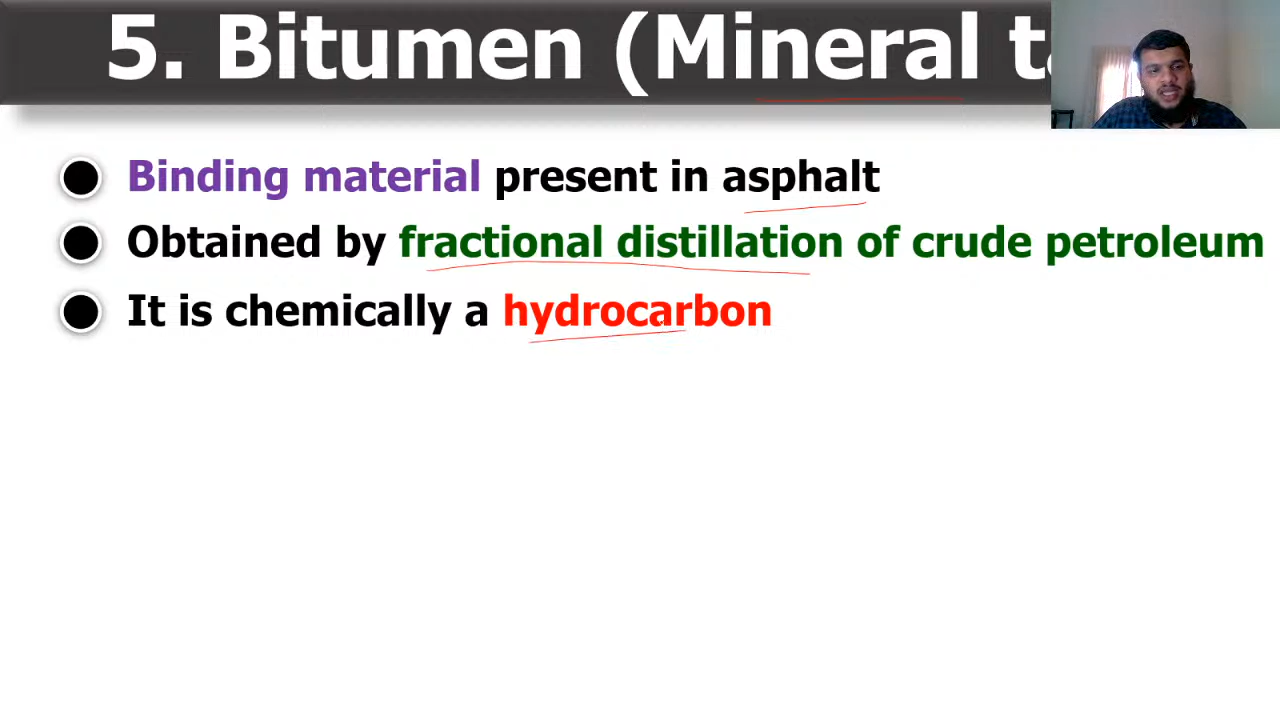 5. Bitumen (Mineral
Binding material present in asphalt
Obtained by fractional distillation of crude petroleum
It is chemically a hydrocarbon